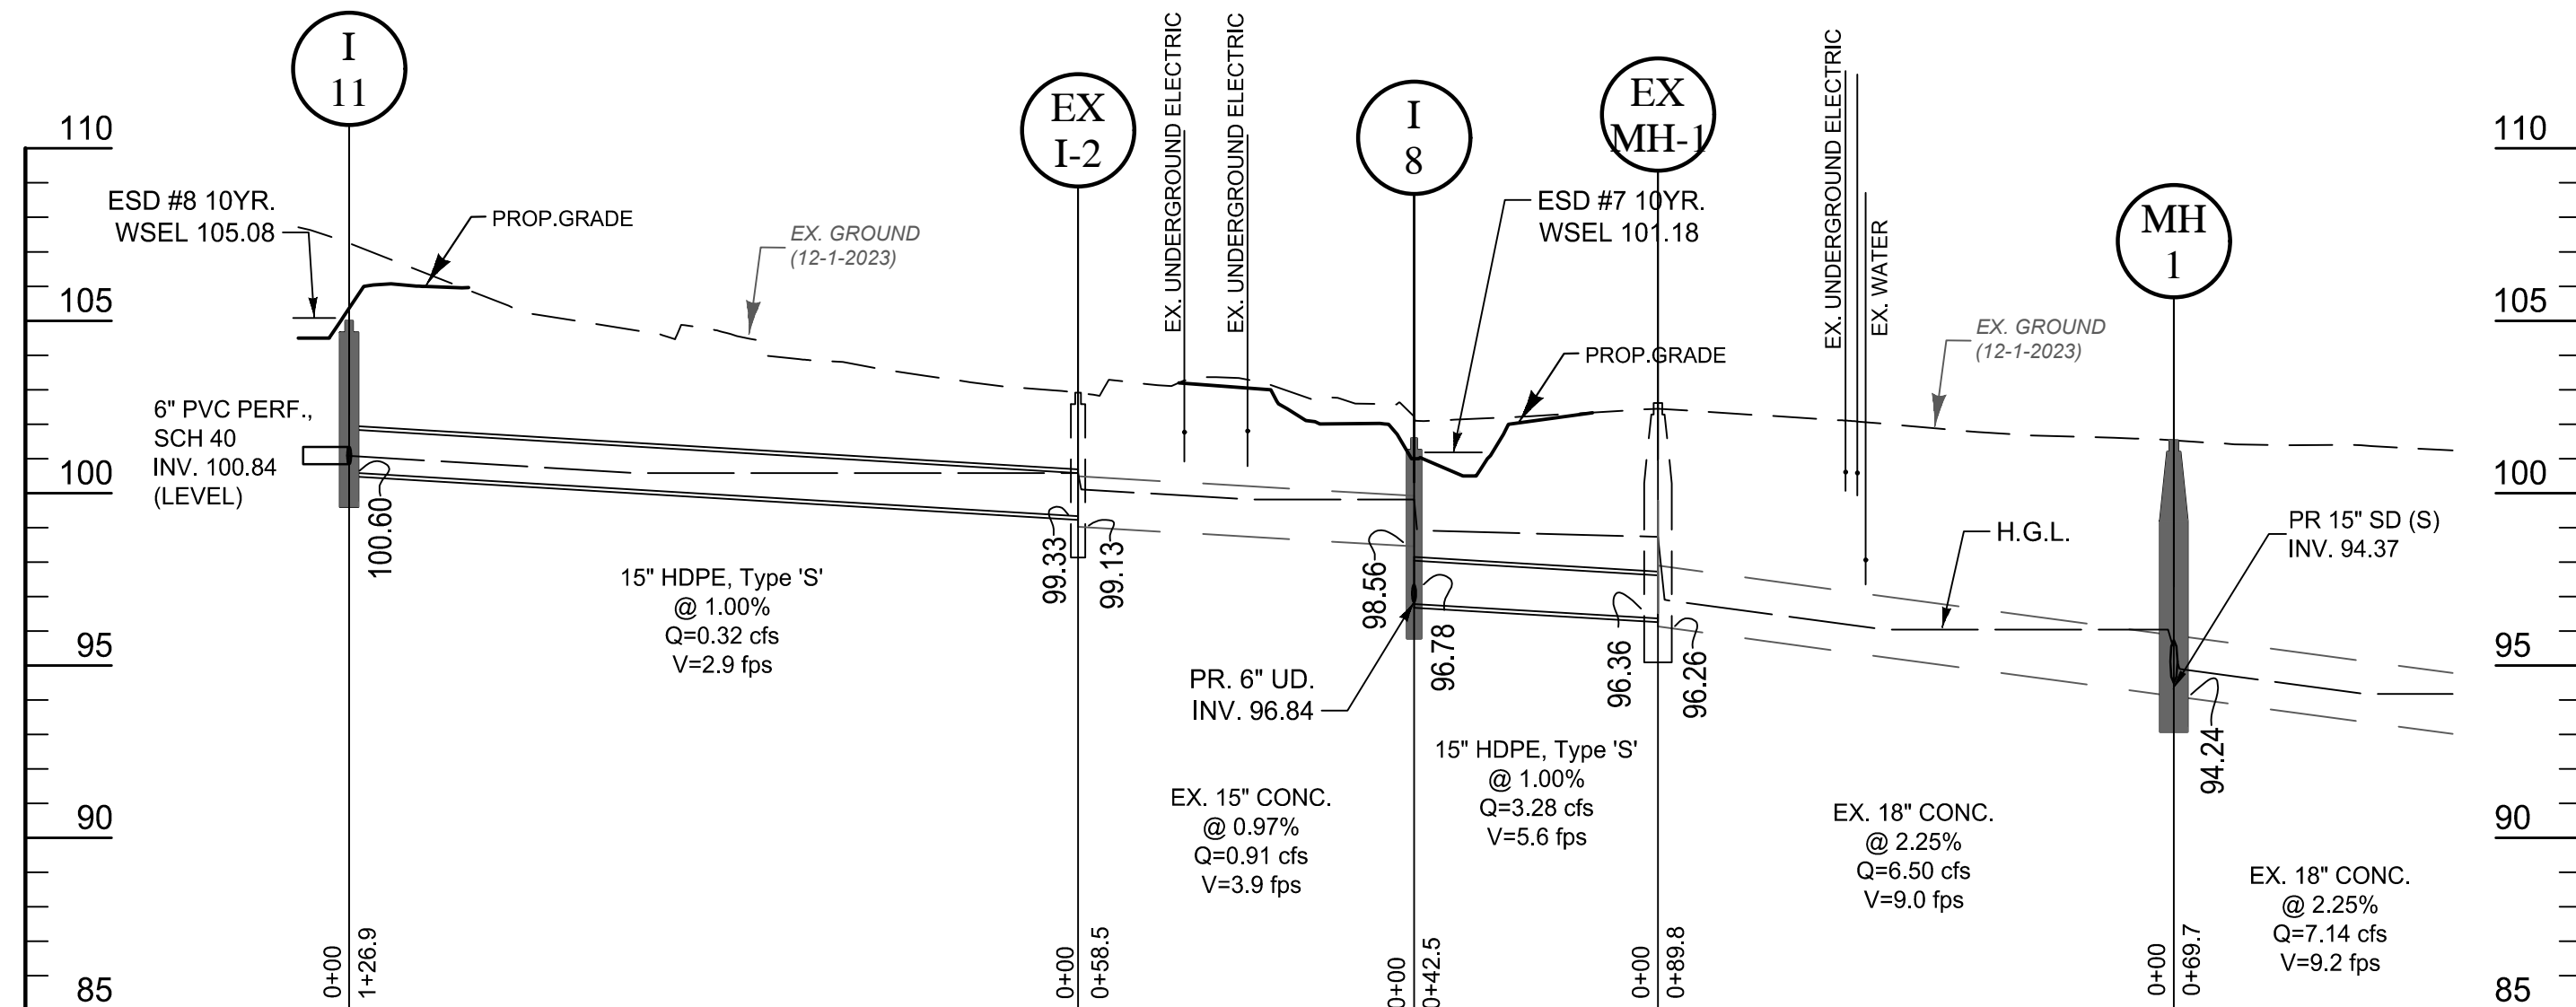 I
11
EX
I-2
I
8
EX
MH-1
MH
1
110
105
100
95
90
85
110
105
100
95
90
85
ESD #8 10YR.
WSEL 105.08
PROP.GRADE
EX. GROUND
(12-1-2023)
EX. UNDERGROUND ELECTRIC
EX. UNDERGROUND ELECTRIC
ESD #7 10YR.
WSEL 101.18
PROP.GRADE
EX. UNDERGROUND ELECTRIC
EX. WATER
EX. GROUND
(12-1-2023)
6" PVC PERF.,
SCH 40
INV. 100.84
(LEVEL)
100.60
15" HDPE, Type 'S'
@ 1.00%
Q=0.32 cfs
V=2.9 fps
99.33
99.13
98.56
96.78
PR. 6" UD.
INV. 96.84
96.36
96.26
H.G.L.
PR 15" SD (S)
INV. 94.37
94.24
EX. 15" CONC.
@ 0.97%
Q=0.91 cfs
V=3.9 fps
15" HDPE, Type 'S'
@ 1.00%
Q=3.28 cfs
V=5.6 fps
EX. 18" CONC.
@ 2.25%
Q=6.50 cfs
V=9.0 fps
EX. 18" CONC.
@ 2.25%
Q=7.14 cfs
V=9.2 fps
0+00
1+26.9
0+00
0+58.5
0+00
0+42.5
0+00
0+89.8
0+00
0+69.7